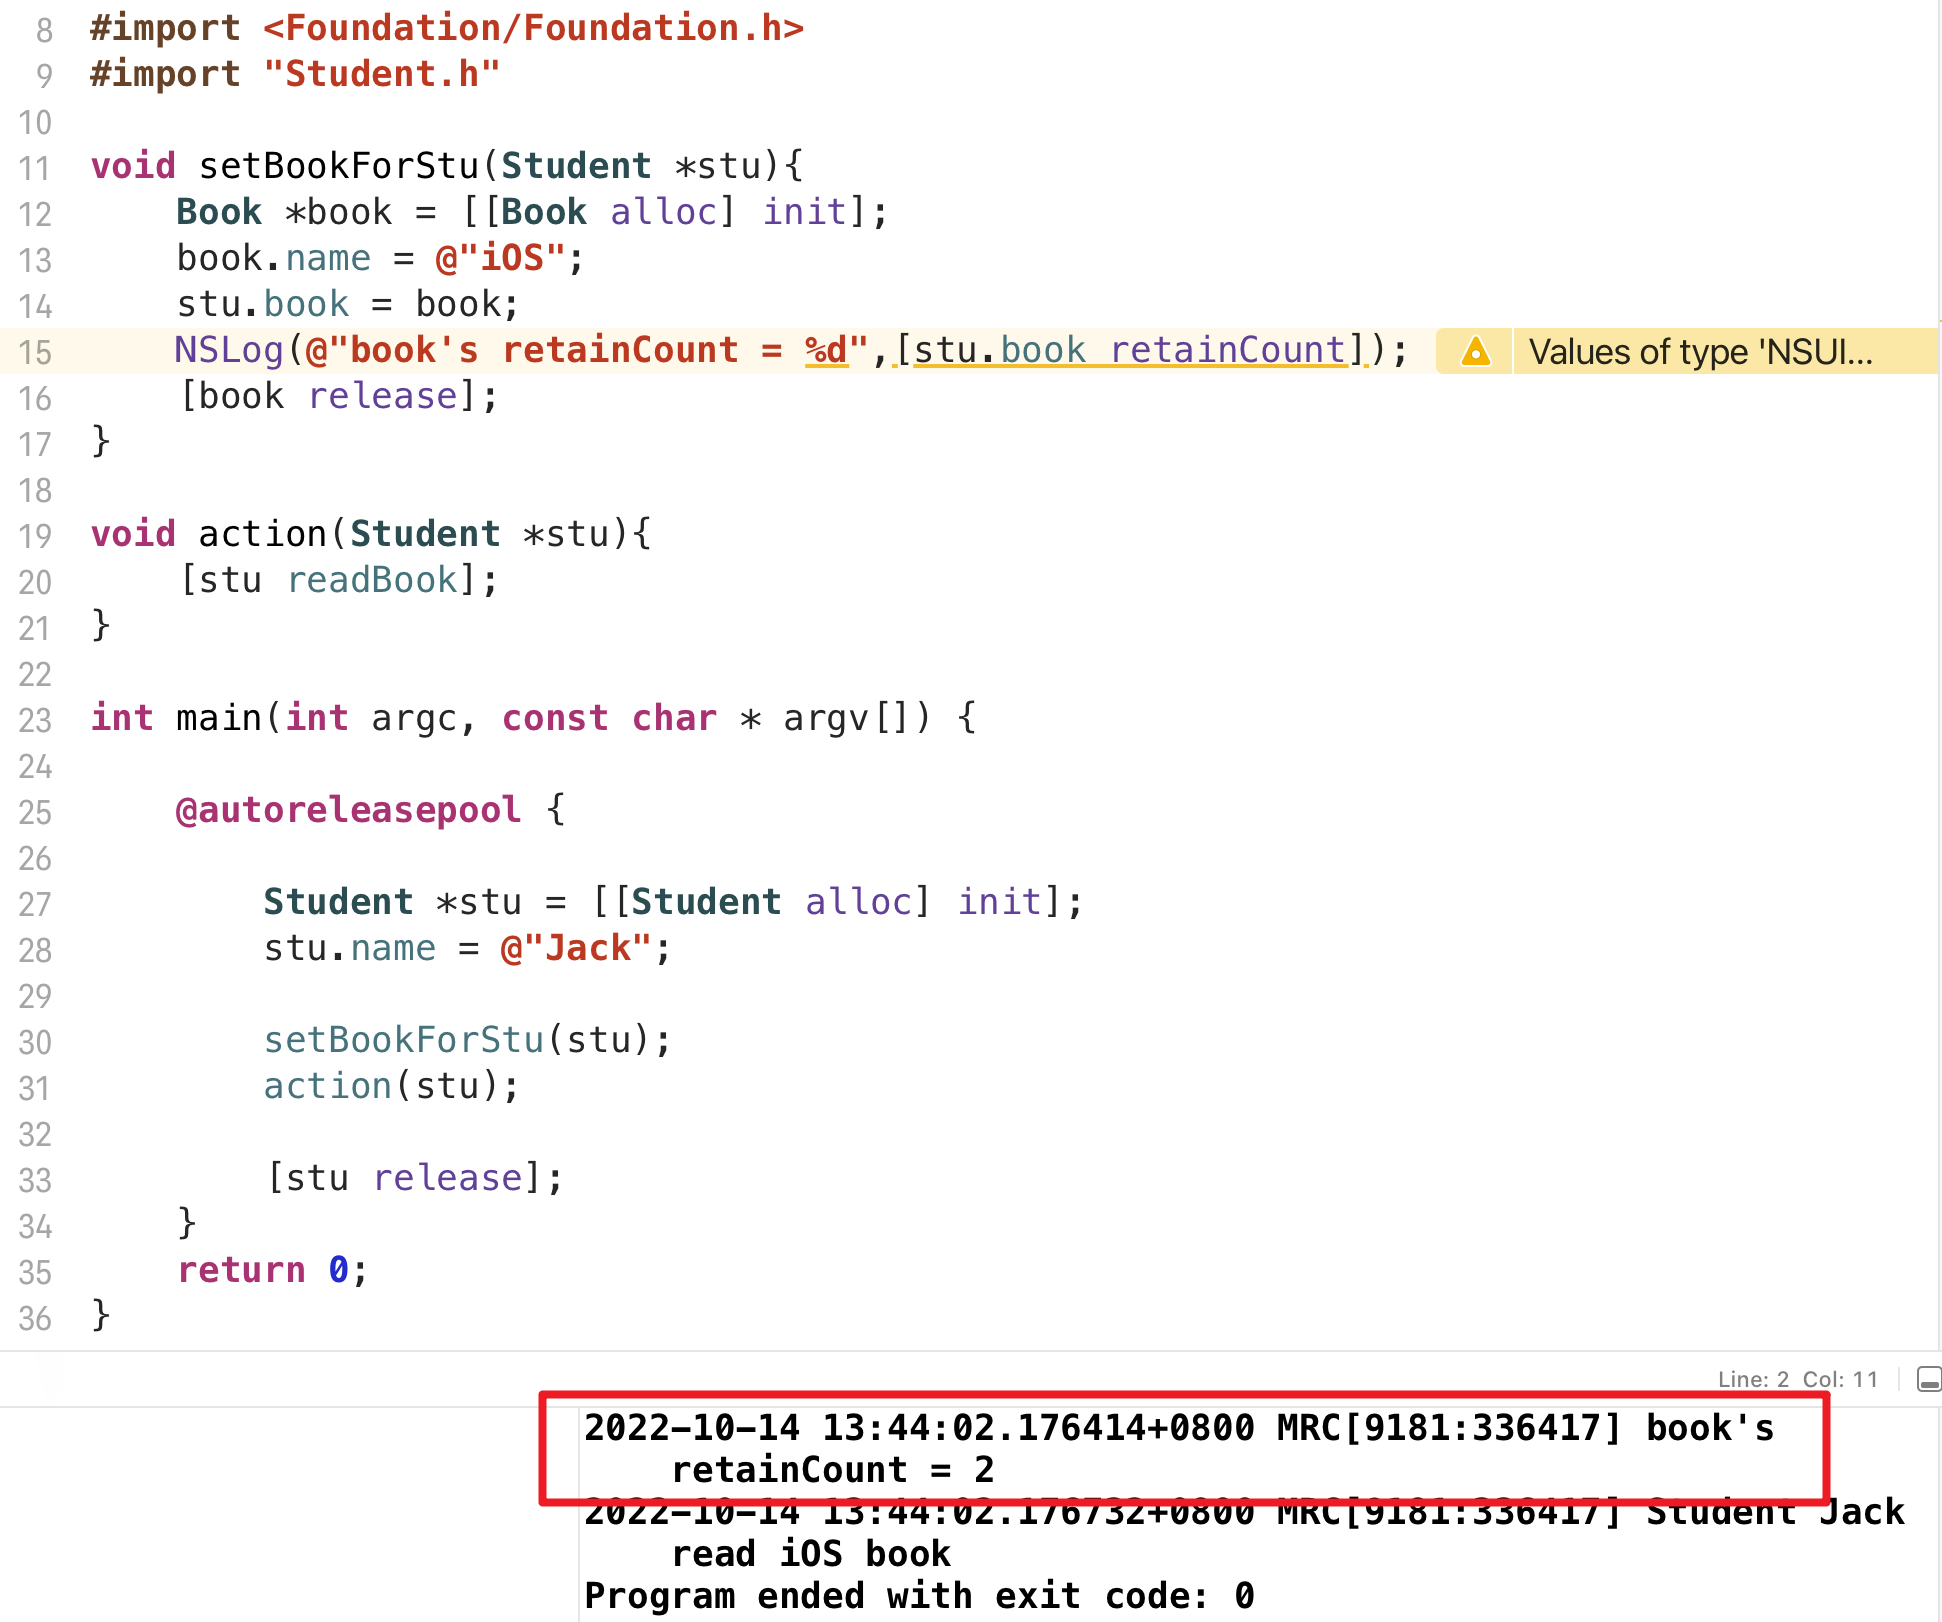 8 #import <Foundation/Foundation.h>
9 #import "Student.h"
10
11 void setBookForStu(Student *stu){
12 Book *book = [[Book alloc] init];
13 book.name = @"iOS";
14 stu.book = book;
15 NSLog(@"book's retainCount = %d",[stu.book retainCount]); Values of type 'NSUI...
16 [book release];
17 }
18
19 void action(Student *stu){
20 [stu readBook];
21 }
22
23 int main(int argc, const char * argv[]) {
24
25 @autoreleasepool {
26
27 Student *stu = [[Student alloc] init];
28 stu.name = @"Jack";
29
30 setBookForStu(stu);
31 action(stu);
32
33 [stu release];
34 }
35 return 0;
36 }
Line: 2 Col: 11
2022-10-14 13:44:02.176414+0800 MRC[9181:336417] book's
retainCount = 2
2022-10-14 13:44:02.176732+0800 MRC[9181:336417] Student Jack
read iOS book
Program ended with exit code: 0